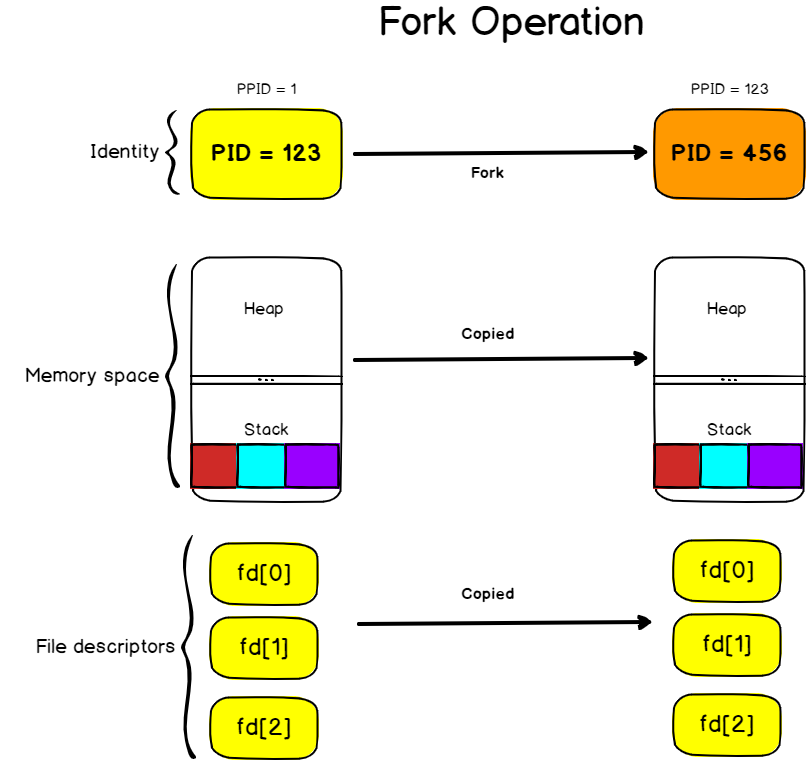 Fork Operation
PPID = 1
PPID = 123
Identity
PID = 123
Fork
PID = 456
Heap
Copied
Heap
Memory space
...
...
Stack
Stack
fd[0]
Copied
fd[0]
File descriptors
fd[1]
fd[1]
fd[2]
fd[2]